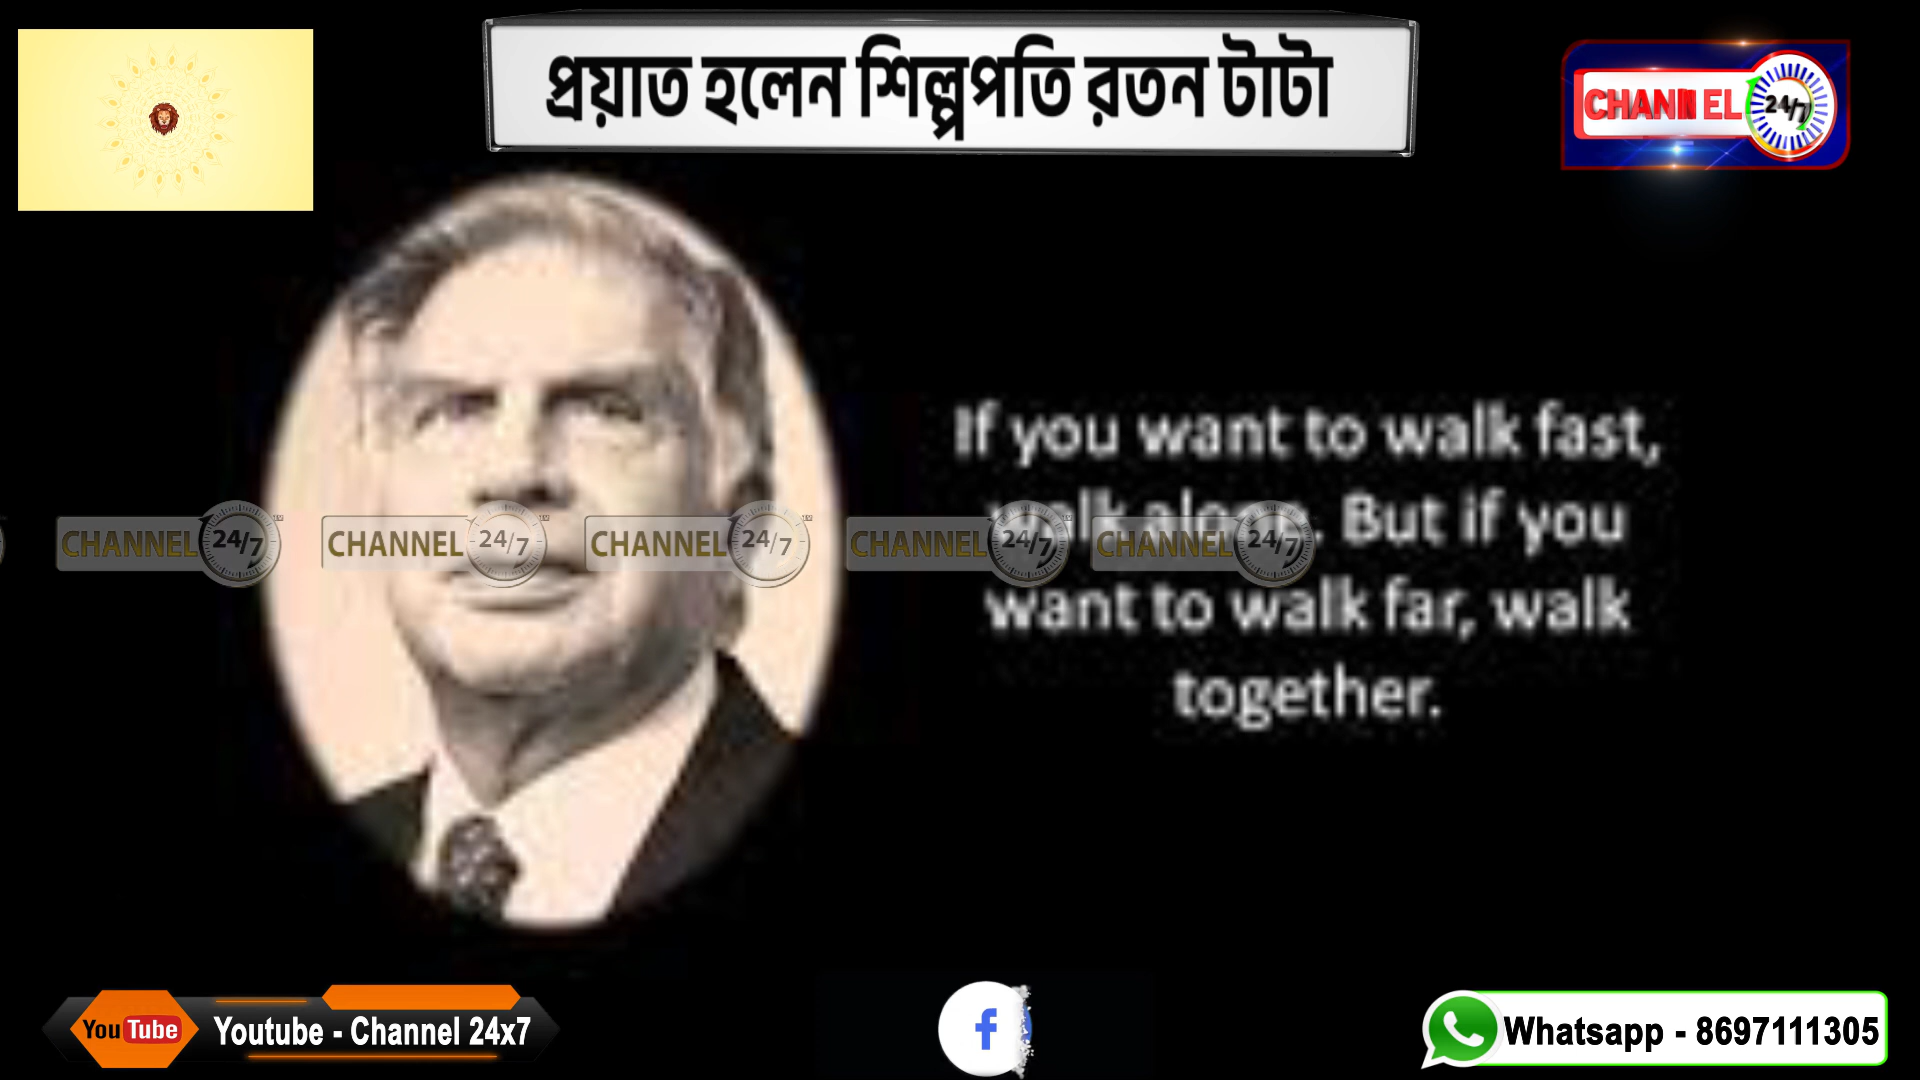 প্রয়াত হলেন শিল্পপতি রতন টাটা
CHANNEL 24/7
If you want to walk fast,
walk alone. But if you
want to walk far, walk
together.
CHANNEL 24/7 CHANNEL 24/7 CHANNEL 24/7 CHANNEL 24/7 CHANNEL 24/7
YouTube Youtube - Channel 24x7
f
Whatsapp - 8697111305